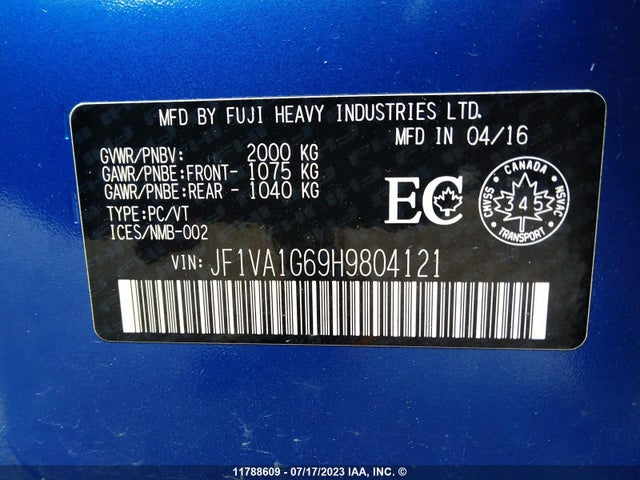 MFD BY FUJI HEAVY INDUSTRIES LTD.
MFD IN 04/16
GVWR/PNBV: 2000 KG
GAWR/PNBE:FRONT- 1075 KG
GAWR/PNBE:REAR - 1040 KG
TYPE:PC/VT
ICES/NMB-002
EC
CANADA
CMVSS
NSVAC
345
TRANSPORT
VIN: JF1VA1G69H9804121
11788609 - 07/17/2023 IAA, INC. ©